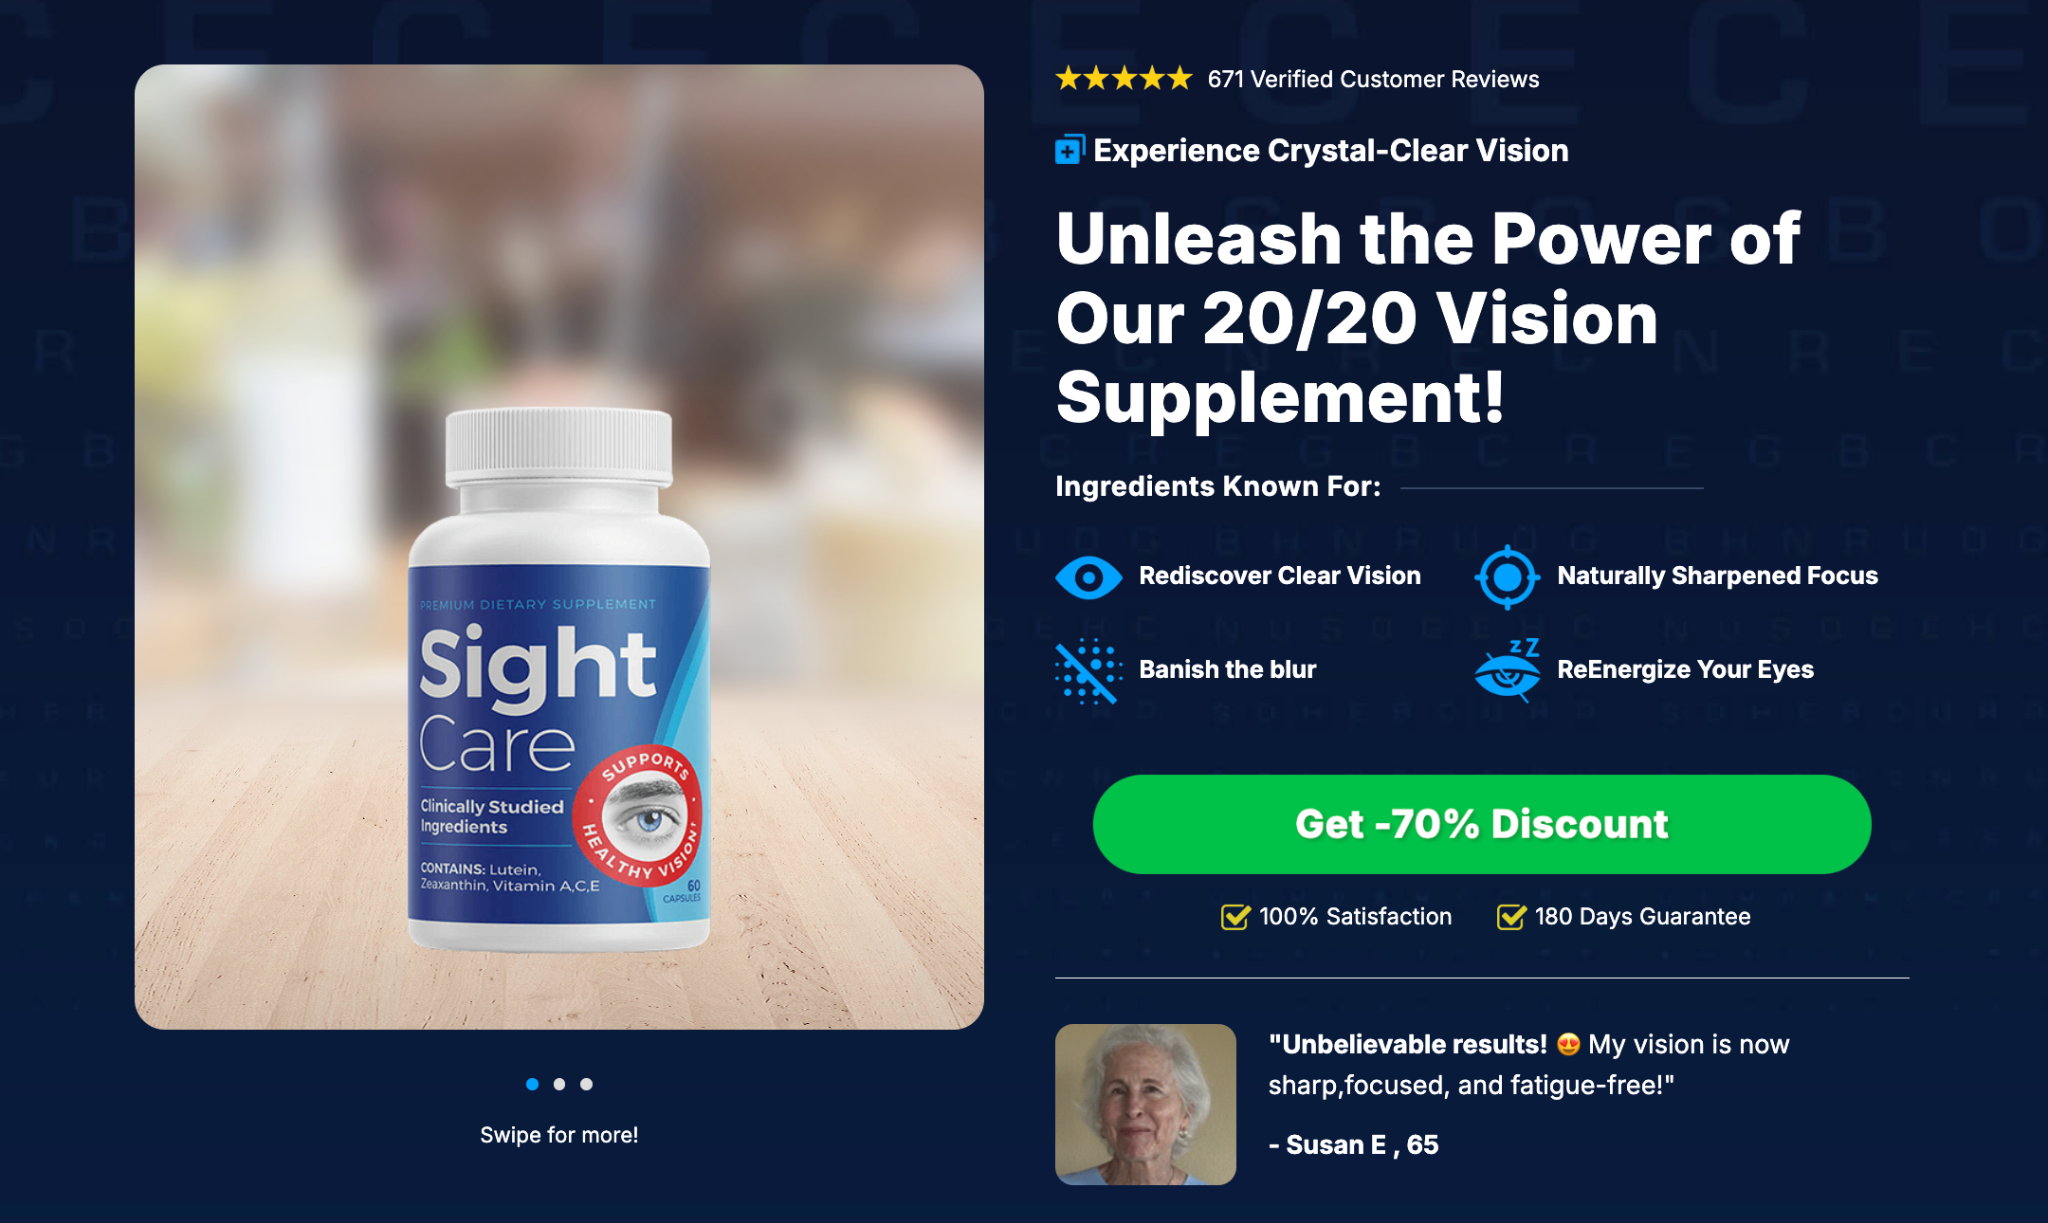 671 Verified Customer Reviews
Experience Crystal-Clear Vision
Unleash the Power of
Our 20/20 Vision
Supplement!
Ingredients Known For:
Rediscover Clear Vision
Naturally Sharpened Focus
Banish the blur
ReEnergize Your Eyes
Get -70% Discount
100% Satisfaction
180 Days Guarantee
"Unbelievable results! 😍 My vision is now
sharp,focused, and fatigue-free!"
- Susan E , 65
PREMIUM DIETARY SUPPLEMENT
Sight
Care
Clinically Studied
Ingredients
CONTAINS: Lutein,
Zeaxanthin, Vitamin A,C,E
SUPPORTS
HEALTHY VISION†
60
CAPSULES
Swipe for more!